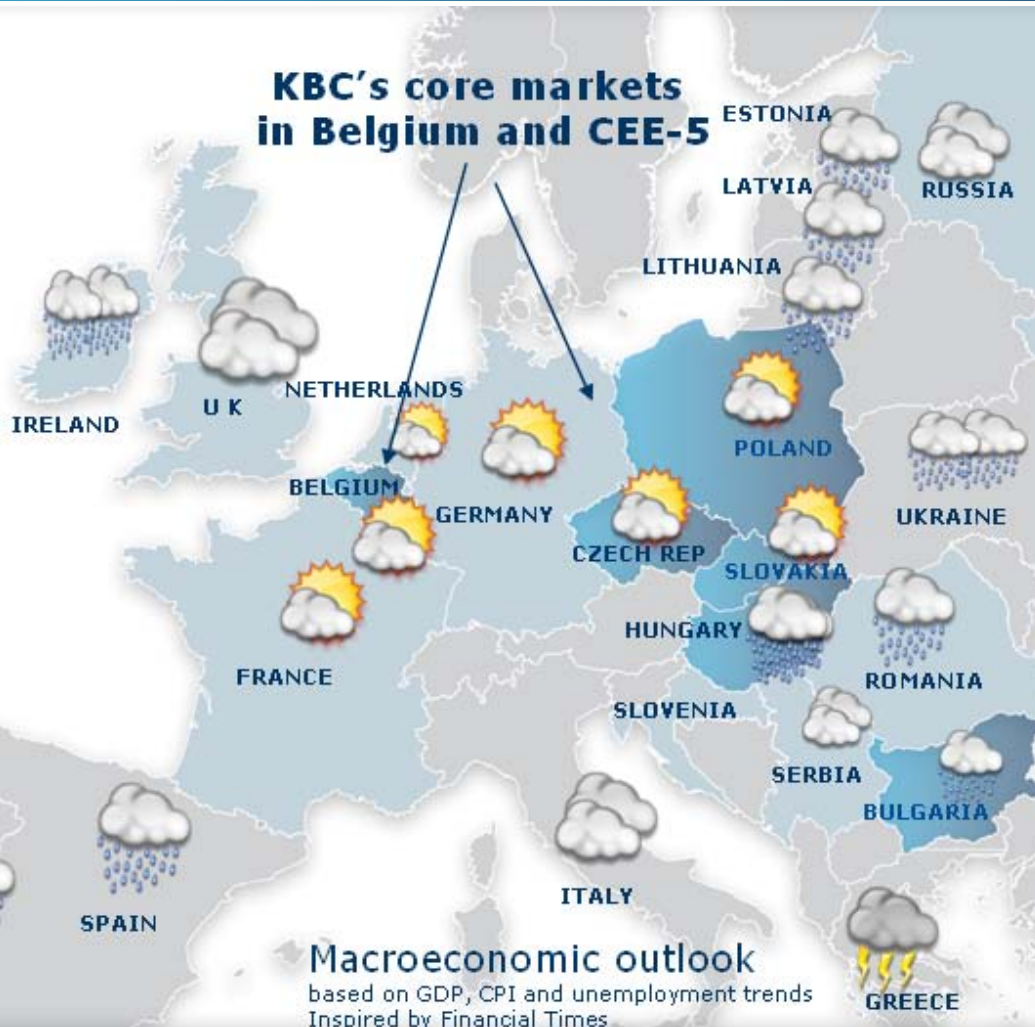 KBC's core markets
in Belgium and CEE-5
ESTONIA
RUSSIA
LATVIA
LITHUANIA
NETHERLANDS
U K
IRELAND
POLAND
BELGIUM
GERMANY
UKRAINE
CZECH REP
SLOVAKIA
HUNGARY
FRANCE
ROMANIA
SLOVENIA
SERBIA
BULGARIA
ITALY
SPAIN
Macroeconomic outlook
based on GDP, CPI and unemployment trends
GREECE
Inspired by Financial Times